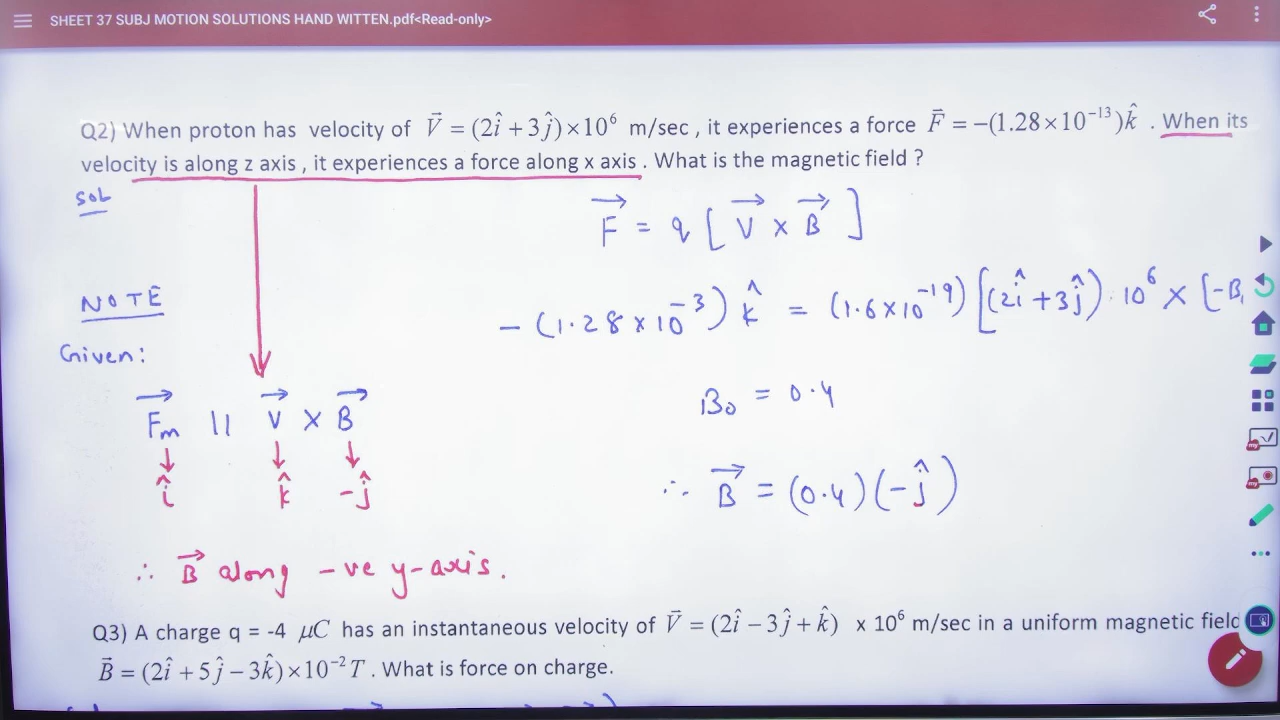 SHEET 37 SUBJ MOTION SOLUTIONS HAND WITTEN.pdf<Read-only>
Q2) When proton has velocity of V⃗ = (2î + 3ĵ) × 10⁶ m/sec , it experiences a force F⃗ = −(1.28×10⁻¹³)k̂ . When its
velocity is along z axis , it experiences a force along x axis . What is the magnetic field ?
SOL
F⃗ = q [ V⃗ × B⃗ ]
NOTE
− (1.28 × 10⁻³) k̂ = (1.6×10⁻¹⁹) [(2î + 3ĵ) 10⁶ × [−B
Given:
B₀ = 0.4
F⃗m || V⃗ × B⃗
î k̂ −ĵ
∴ B⃗ = (0.4)(−ĵ)
∴ B⃗ along −ve y-axis.
Q3) A charge q = -4 μC has an instantaneous velocity of V⃗ = (2î − 3ĵ + k̂) × 10⁶ m/sec in a uniform magnetic field
B⃗ = (2î + 5ĵ − 3k̂) × 10⁻² T . What is force on charge.